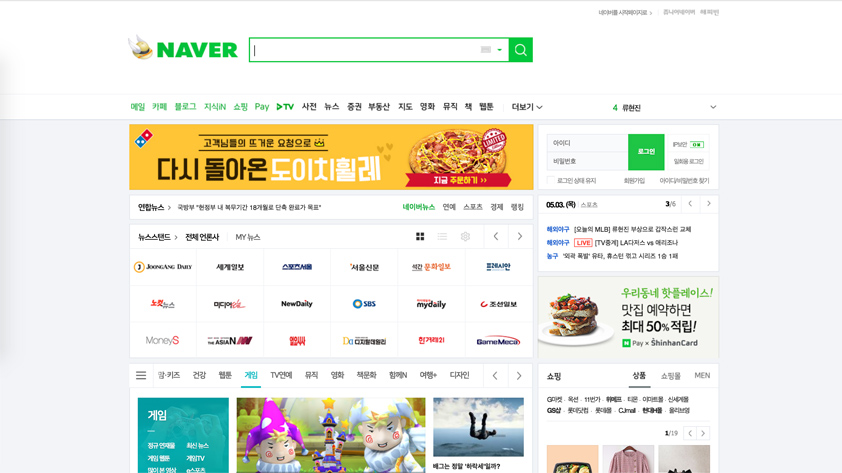 네이버를 시작페이지로 쥬니어네이버 해피빈
NAVER
메일 카페 블로그 지식iN 쇼핑 Pay TV 사전 뉴스 증권 부동산 지도 영화 뮤직 책 웹툰 더보기 4 류현진
고객님들의 뜨거운 요청으로
다시 돌아온 도이치휠레
LIMITED
지금 주문하기 >>
아이디
비밀번호
로그인
IP보안 ON
일회용 로그인
로그인 상태 유지 회원가입 아이디/비밀번호 찾기
연합뉴스 > 국방부 "현정부 내 복무기간 18개월로 단축 완료가 목표"
네이버뉴스 연예 스포츠 경제 랭킹
05.03. (목) 스포츠 3/6
해외야구 [오늘의 MLB] 류현진 부상으로 갑작스런 교체
해외야구 LIVE [TV중계] LA다저스 vs 애리조나
농구 '외곽 폭발' 유타, 휴스턴 꺾고 시리즈 1승 1패
뉴스스탠드 > 전체 언론사 MY 뉴스
JOONGANG DAILY 세계일보 스포츠서울 서울신문 석간 문화일보 프레시안
노컷뉴스 미디어오늘 NewDaily SBS mydaily 조선일보
MoneyS THE ASIAN 디지털데일리 한겨레21 GameMeca
우리동네 핫플레이스!
맛집 예약하면
최대 50% 적립!
N Pay × ShinhanCard
맘·키즈 건강 웹툰 게임 TV연예 뮤직 영화 책문화 함께N 여행+ 디자인
쇼핑 상품 쇼핑몰 MEN
G마켓 옥션 11번가 위메프 티몬 이마트몰 신세계몰
GS샵 롯데닷컴 롯데몰 CJmall 현대H몰 올리브영
1/19
게임
정규 연재물 최신 뉴스
게임 웹툰 게임TV
많이 본 영상 e스포츠
배그는 정말 '하락세'일까?